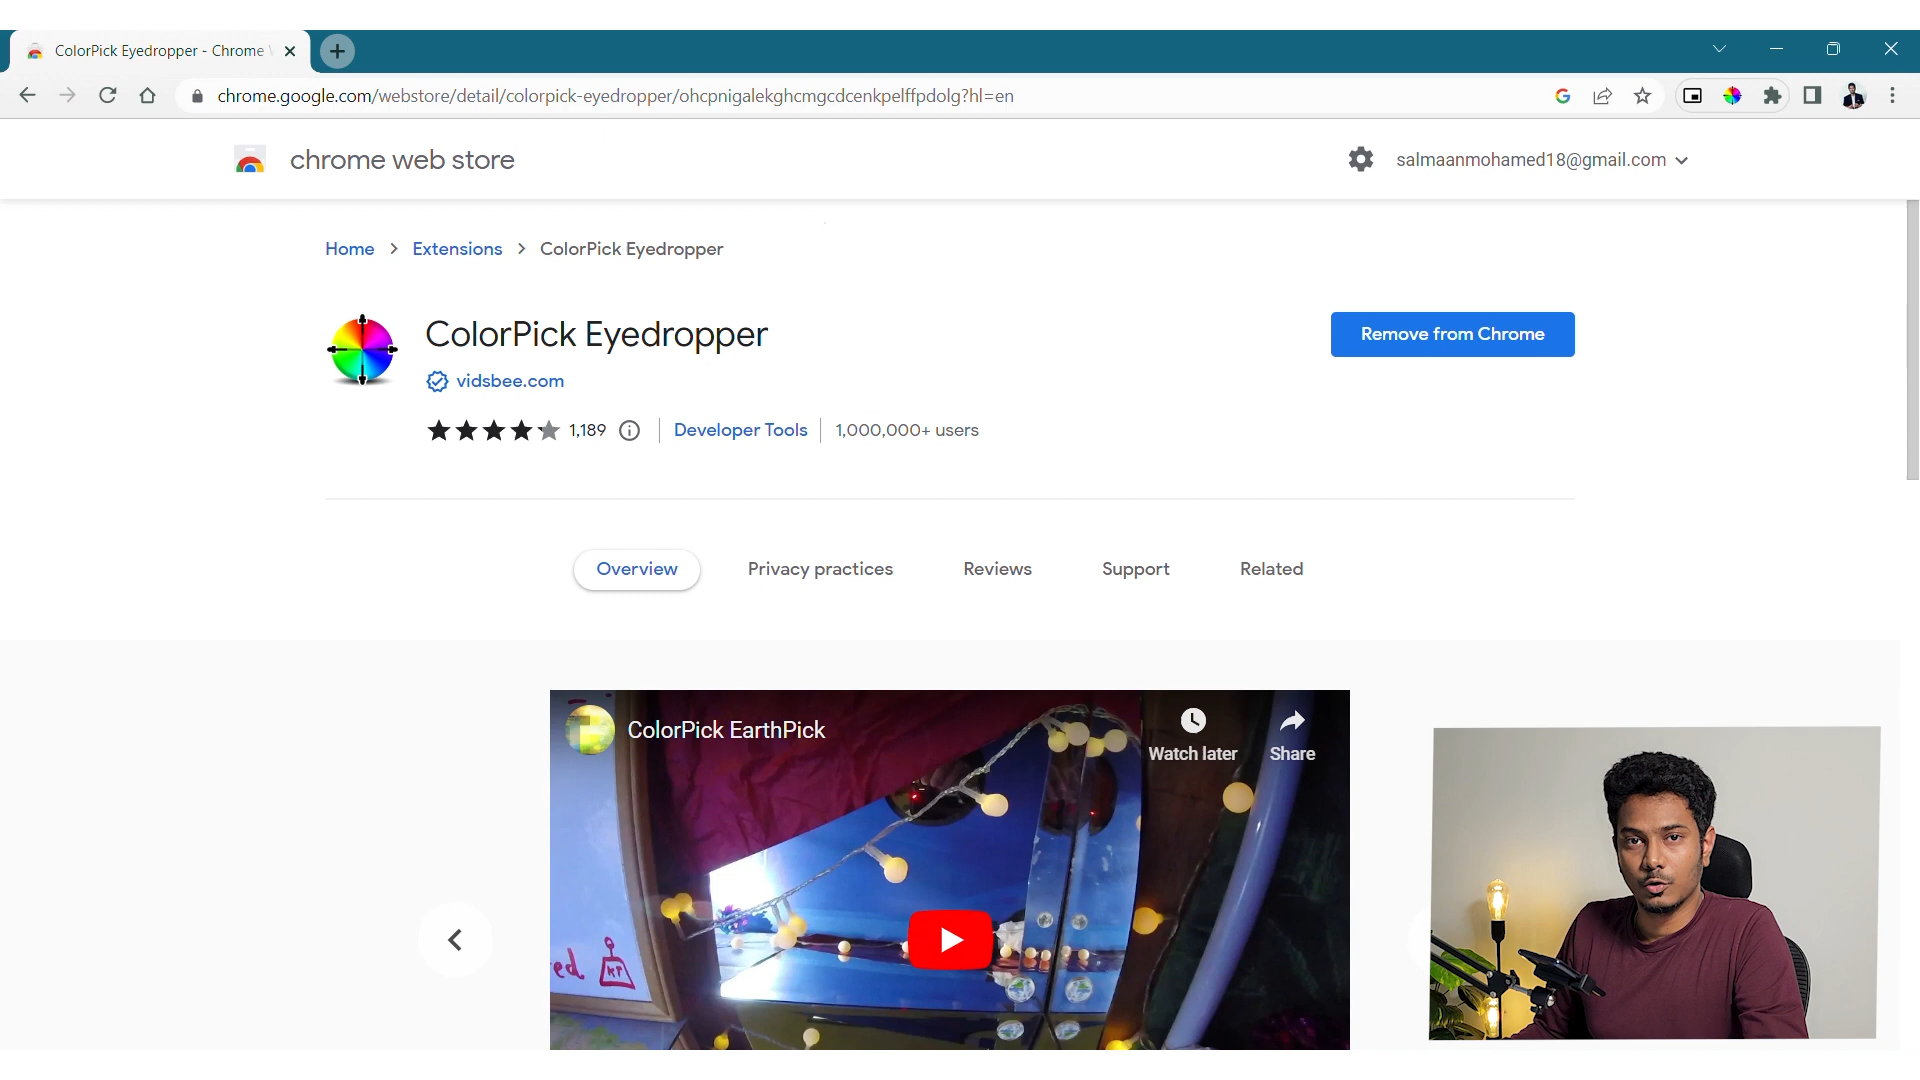 ColorPick Eyedropper - Chrome
chrome.google.com/webstore/detail/colorpick-eyedropper/ohcpnigalekghcmgcdcenkpelffpdolg?hl=en
chrome web store
salmaanmohamed18@gmail.com
Home > Extensions > ColorPick Eyedropper
ColorPick Eyedropper
Remove from Chrome
vidsbee.com
1,189
Developer Tools
1,000,000+ users
Overview
Privacy practices
Reviews
Support
Related
ColorPick EarthPick
Watch later
Share
ed
KT